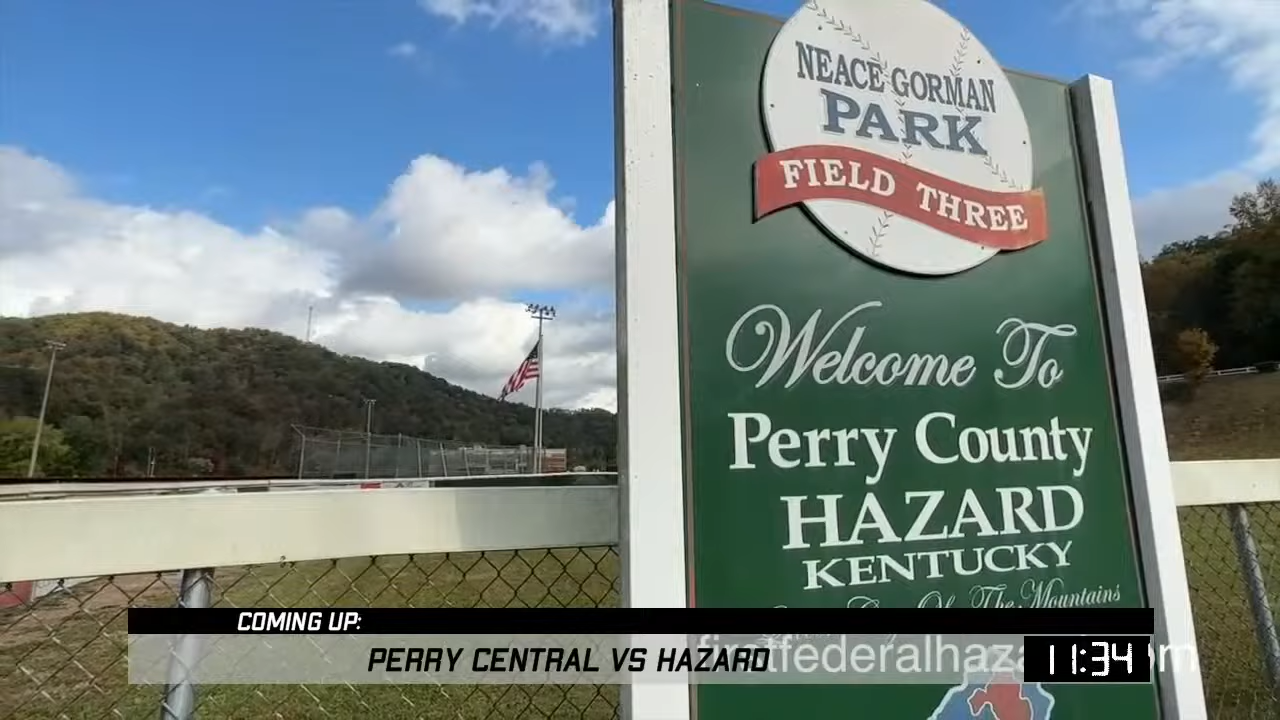 NEACE GORMAN
PARK
FIELD THREE
Welcome To
Perry County
HAZARD
KENTUCKY
Of The Mountains
COMING UP:
PERRY CENTRAL VS HAZARD
11:34